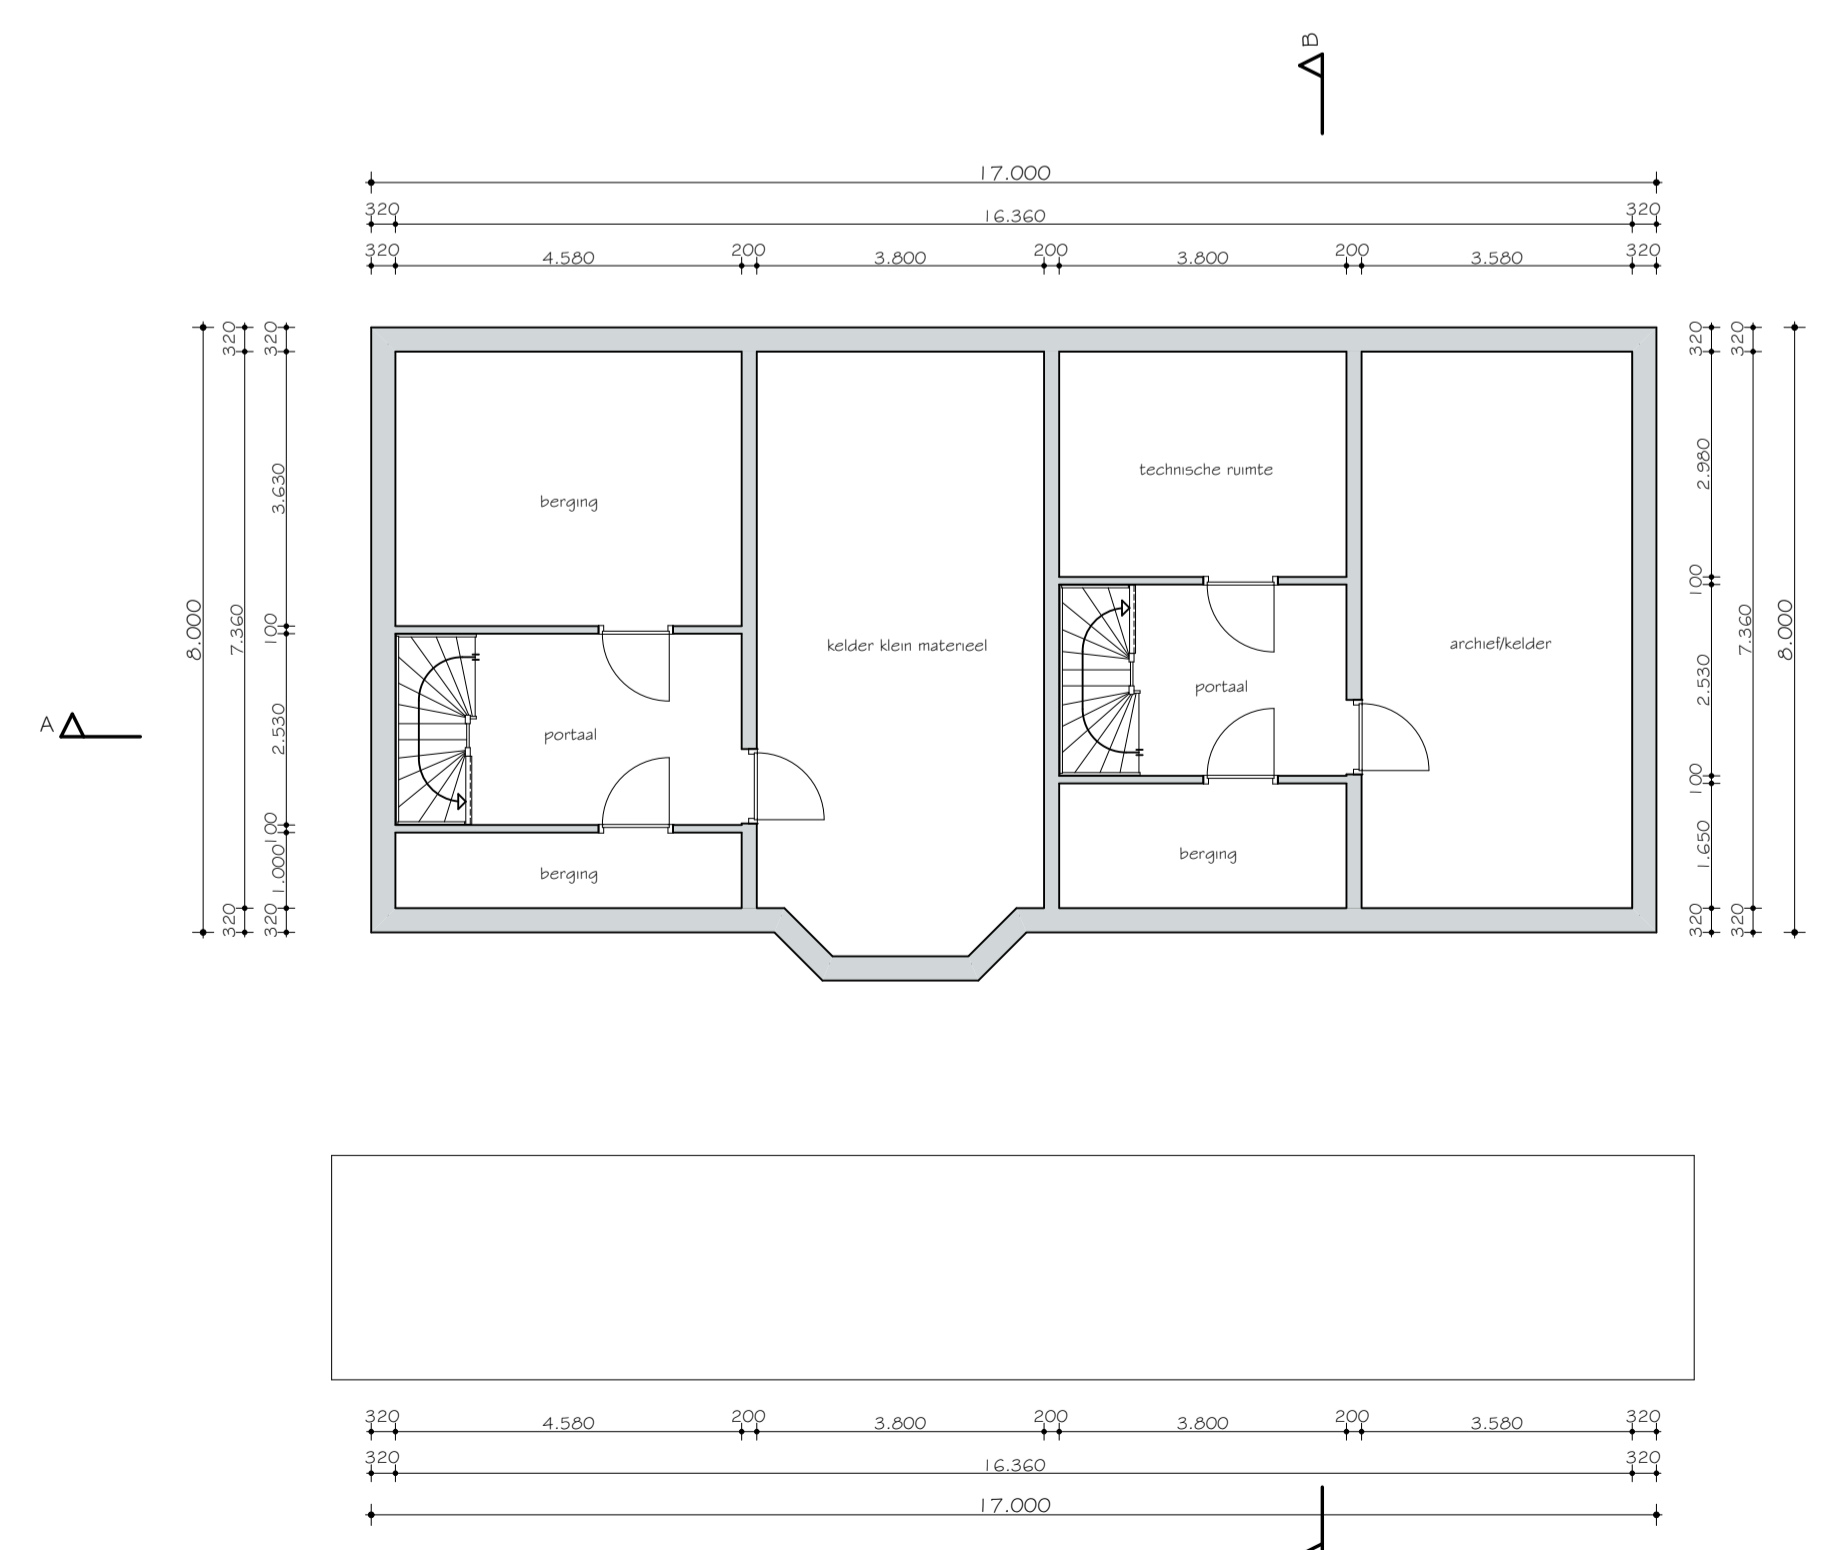 B
17.000
320 16.360 320
320 4.580 200 3.800 200 3.800 200 3.580 320
320 320 320 320
3.630 2.980
technische ruimte
berging
100 100
8.000 7.360 7.360 8.000
kelder klein materieel archief/kelder
2.530 2.530
portaal
A
portaal
100 100
1.000 1.650
berging
berging
320 320 320 320
320 4.580 200 3.800 200 3.800 200 3.580 320
320 16.360 320
17.000